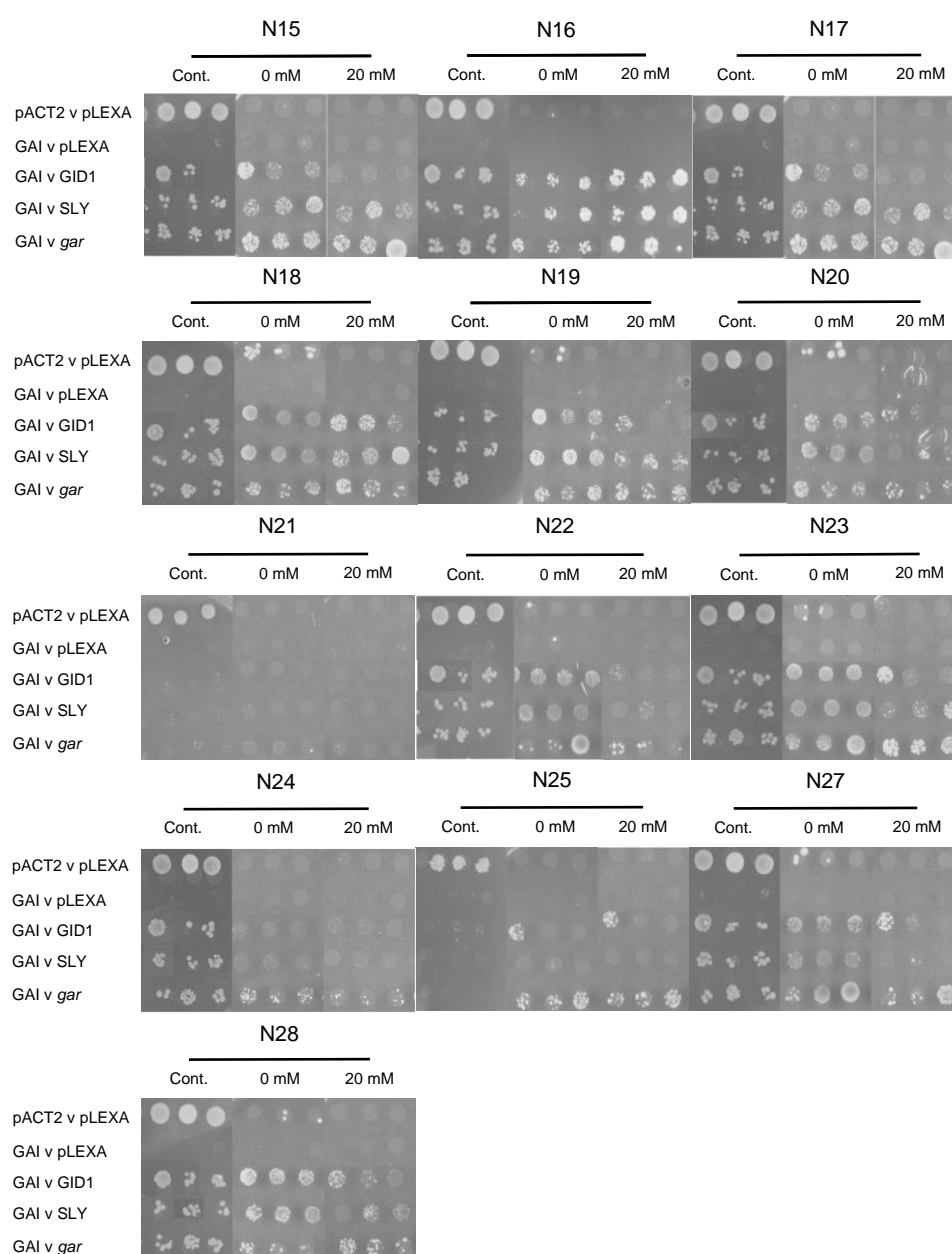 N15 N16 N17
Cont. 0 mM 20 mM Cont. 0 mM 20 mM Cont. 0 mM 20 mM
pACT2 v pLEXA
GAI v pLEXA
GAI v GID1
GAI v SLY
GAI v gar
N18 N19 N20
Cont. 0 mM 20 mM Cont. 0 mM 20 mM Cont. 0 mM 20 mM
pACT2 v pLEXA
GAI v pLEXA
GAI v GID1
GAI v SLY
GAI v gar
N21 N22 N23
Cont. 0 mM 20 mM Cont. 0 mM 20 mM Cont. 0 mM 20 mM
pACT2 v pLEXA
GAI v pLEXA
GAI v GID1
GAI v SLY
GAI v gar
N24 N25 N27
Cont. 0 mM 20 mM Cont. 0 mM 20 mM Cont. 0 mM 20 mM
pACT2 v pLEXA
GAI v pLEXA
GAI v GID1
GAI v SLY
GAI v gar
N28
Cont. 0 mM 20 mM
pACT2 v pLEXA
GAI v pLEXA
GAI v GID1
GAI v SLY
GAI v gar